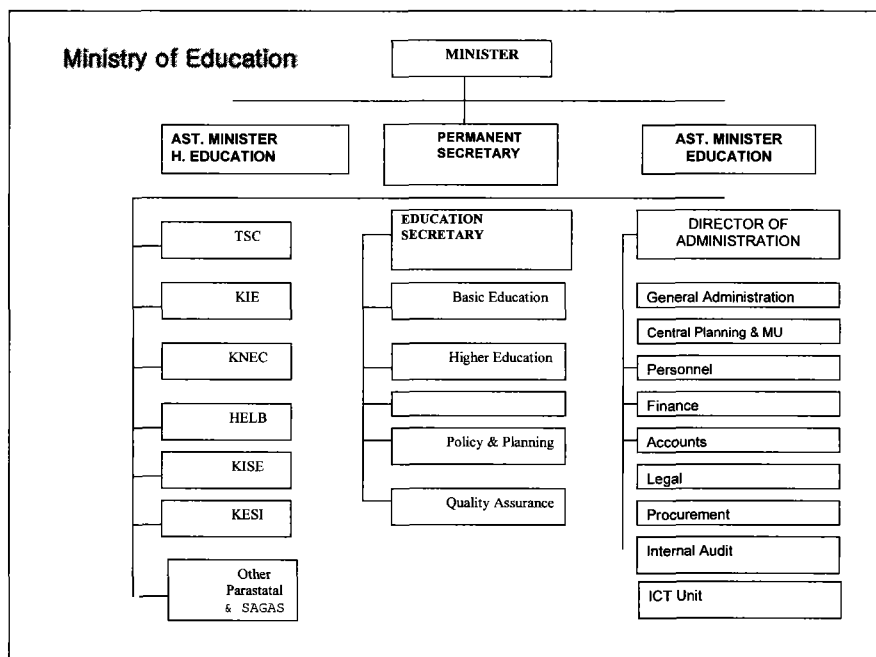 Ministry of Education
MINISTER
AST. MINISTER
H. EDUCATION
PERMANENT
SECRETARY
AST. MINISTER
EDUCATION
TSC
KIE
KNEC
HELB
KISE
KESI
Other
Parastatal
& SAGAS
EDUCATION
SECRETARY
Basic Education
Higher Education
Policy & Planning
Quality Assurance
DIRECTOR OF
ADMINISTRATION
General Administration
Central Planning & MU
Personnel
Finance
Accounts
Legal
Procurement
Internal Audit
ICT Unit